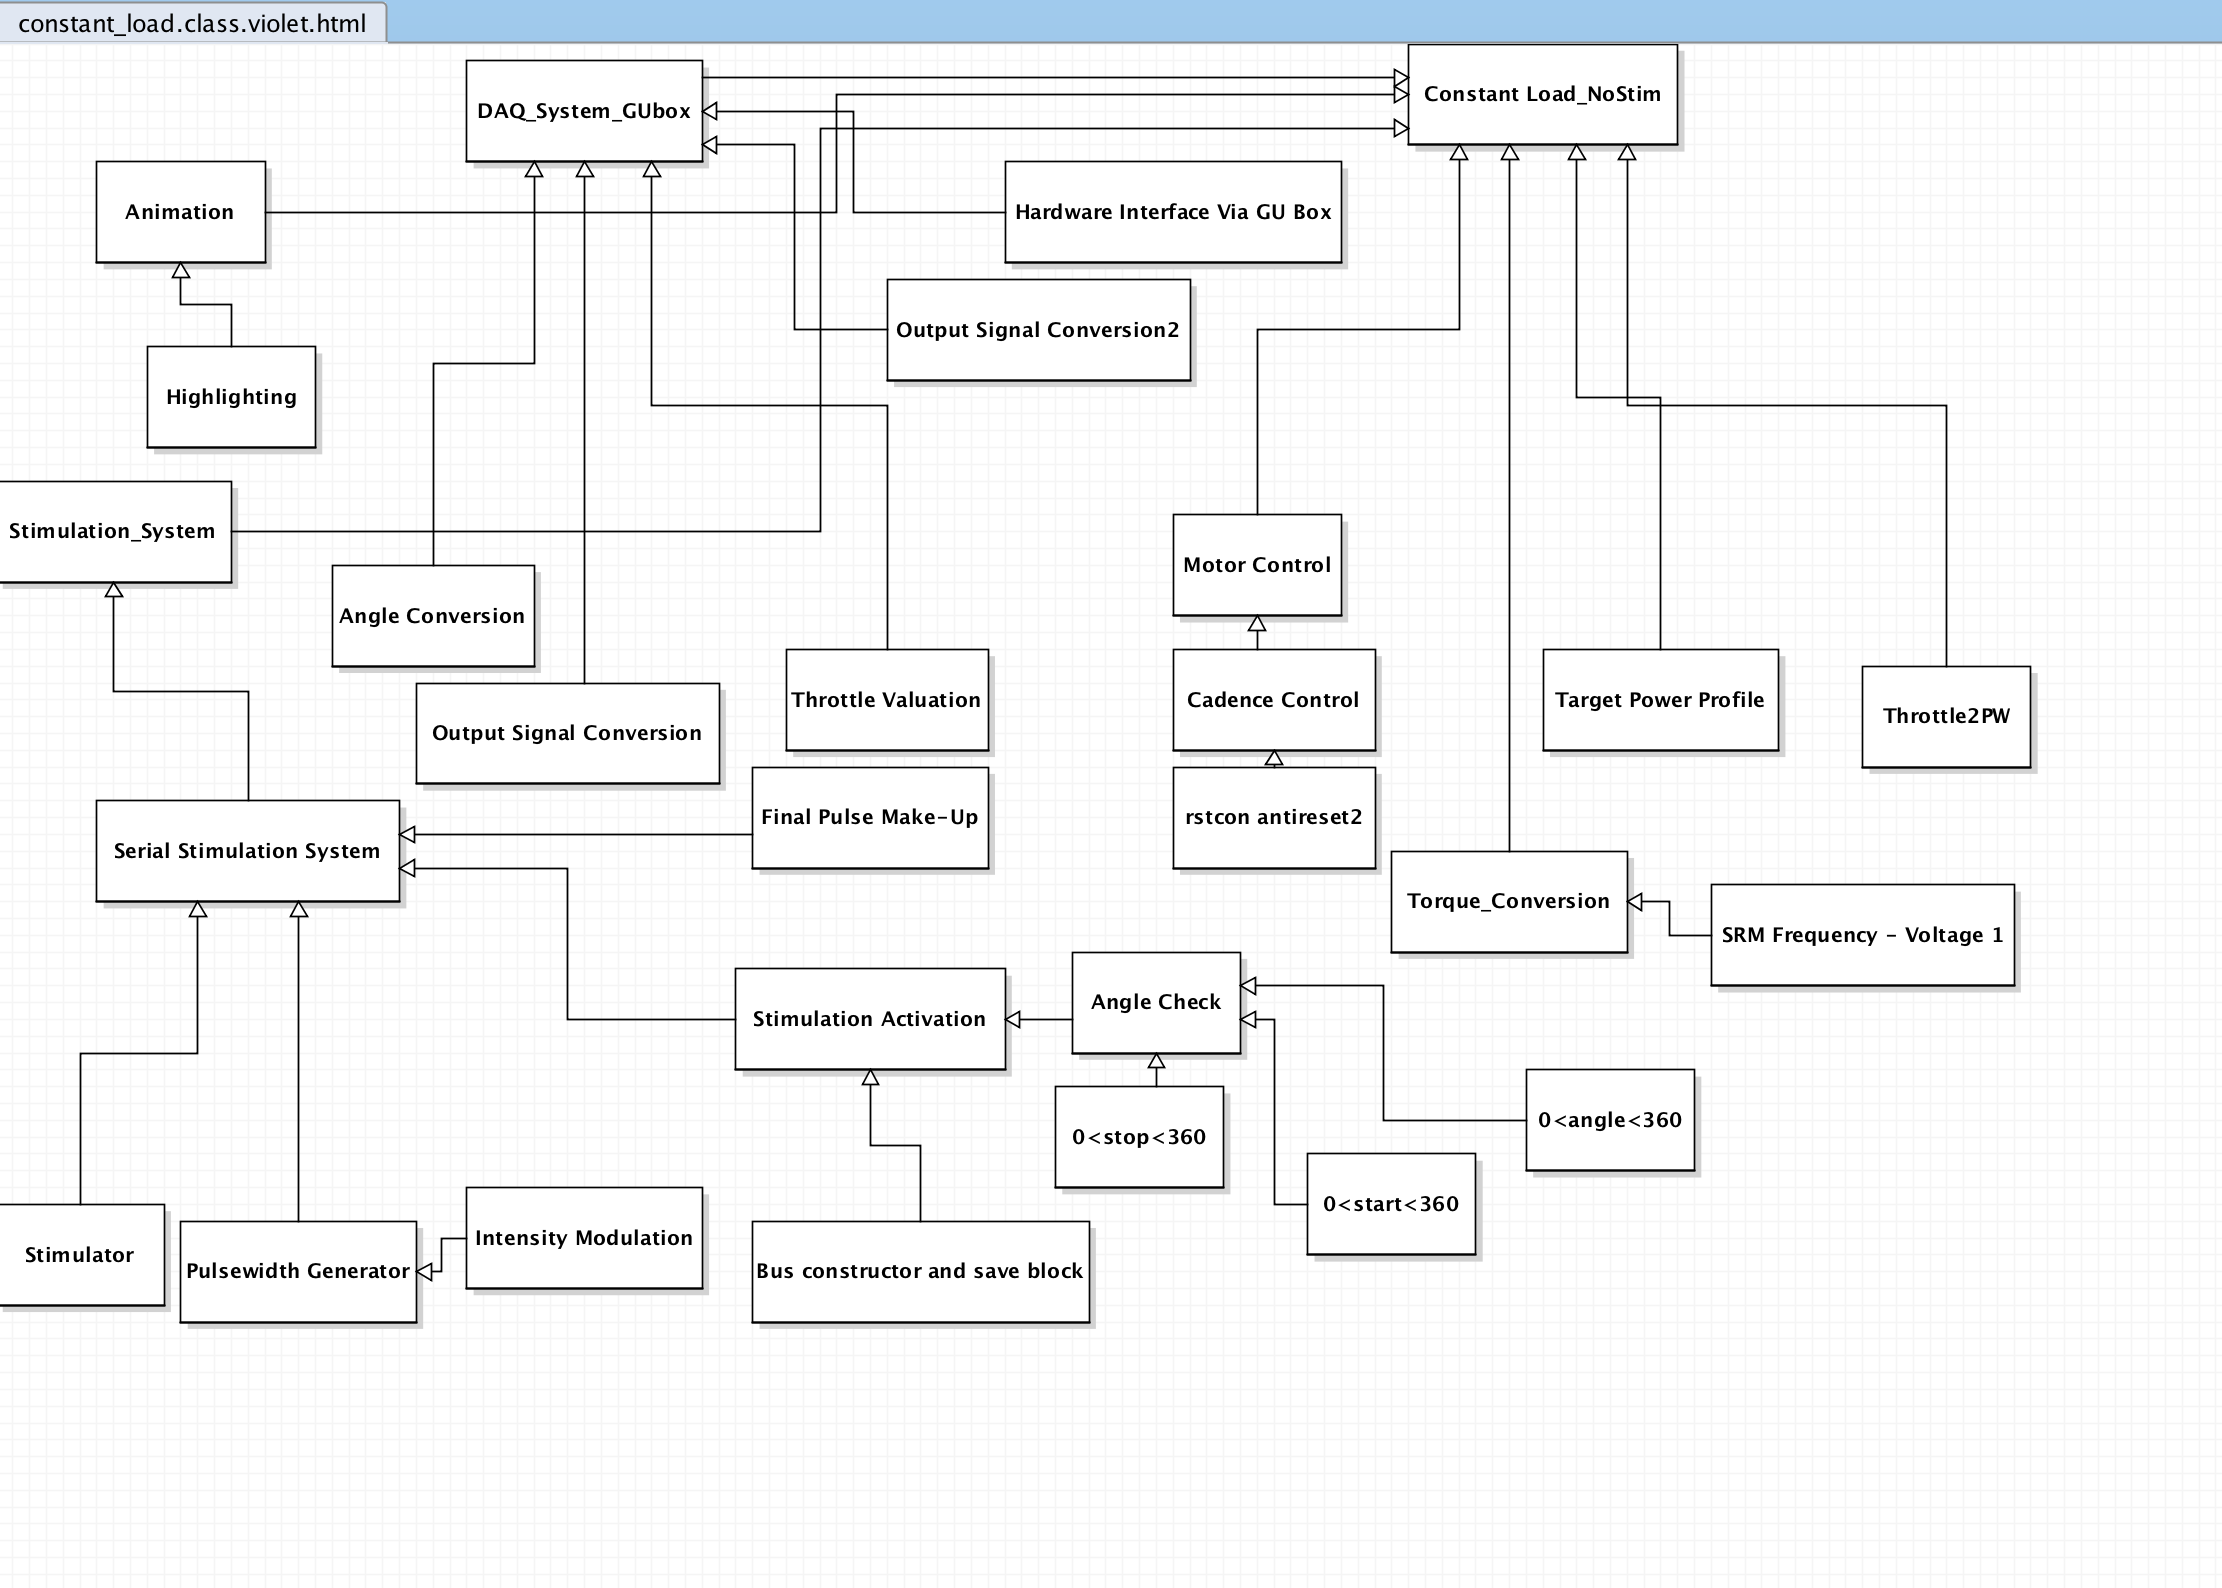 constant_load.class.violet.html
DAQ_System_GUbox
Constant Load_NoStim
Animation
Hardware Interface Via GU Box
Output Signal Conversion2
Highlighting
Stimulation_System
Motor Control
Angle Conversion
Throttle Valuation
Cadence Control
Target Power Profile
Throttle2PW
Output Signal Conversion
Final Pulse Make-Up
rstcon antireset2
Serial Stimulation System
Torque_Conversion
SRM Frequency - Voltage 1
Stimulation Activation
Angle Check
0<angle<360
0<stop<360
0<start<360
Stimulator
Pulsewidth Generator
Intensity Modulation
Bus constructor and save block